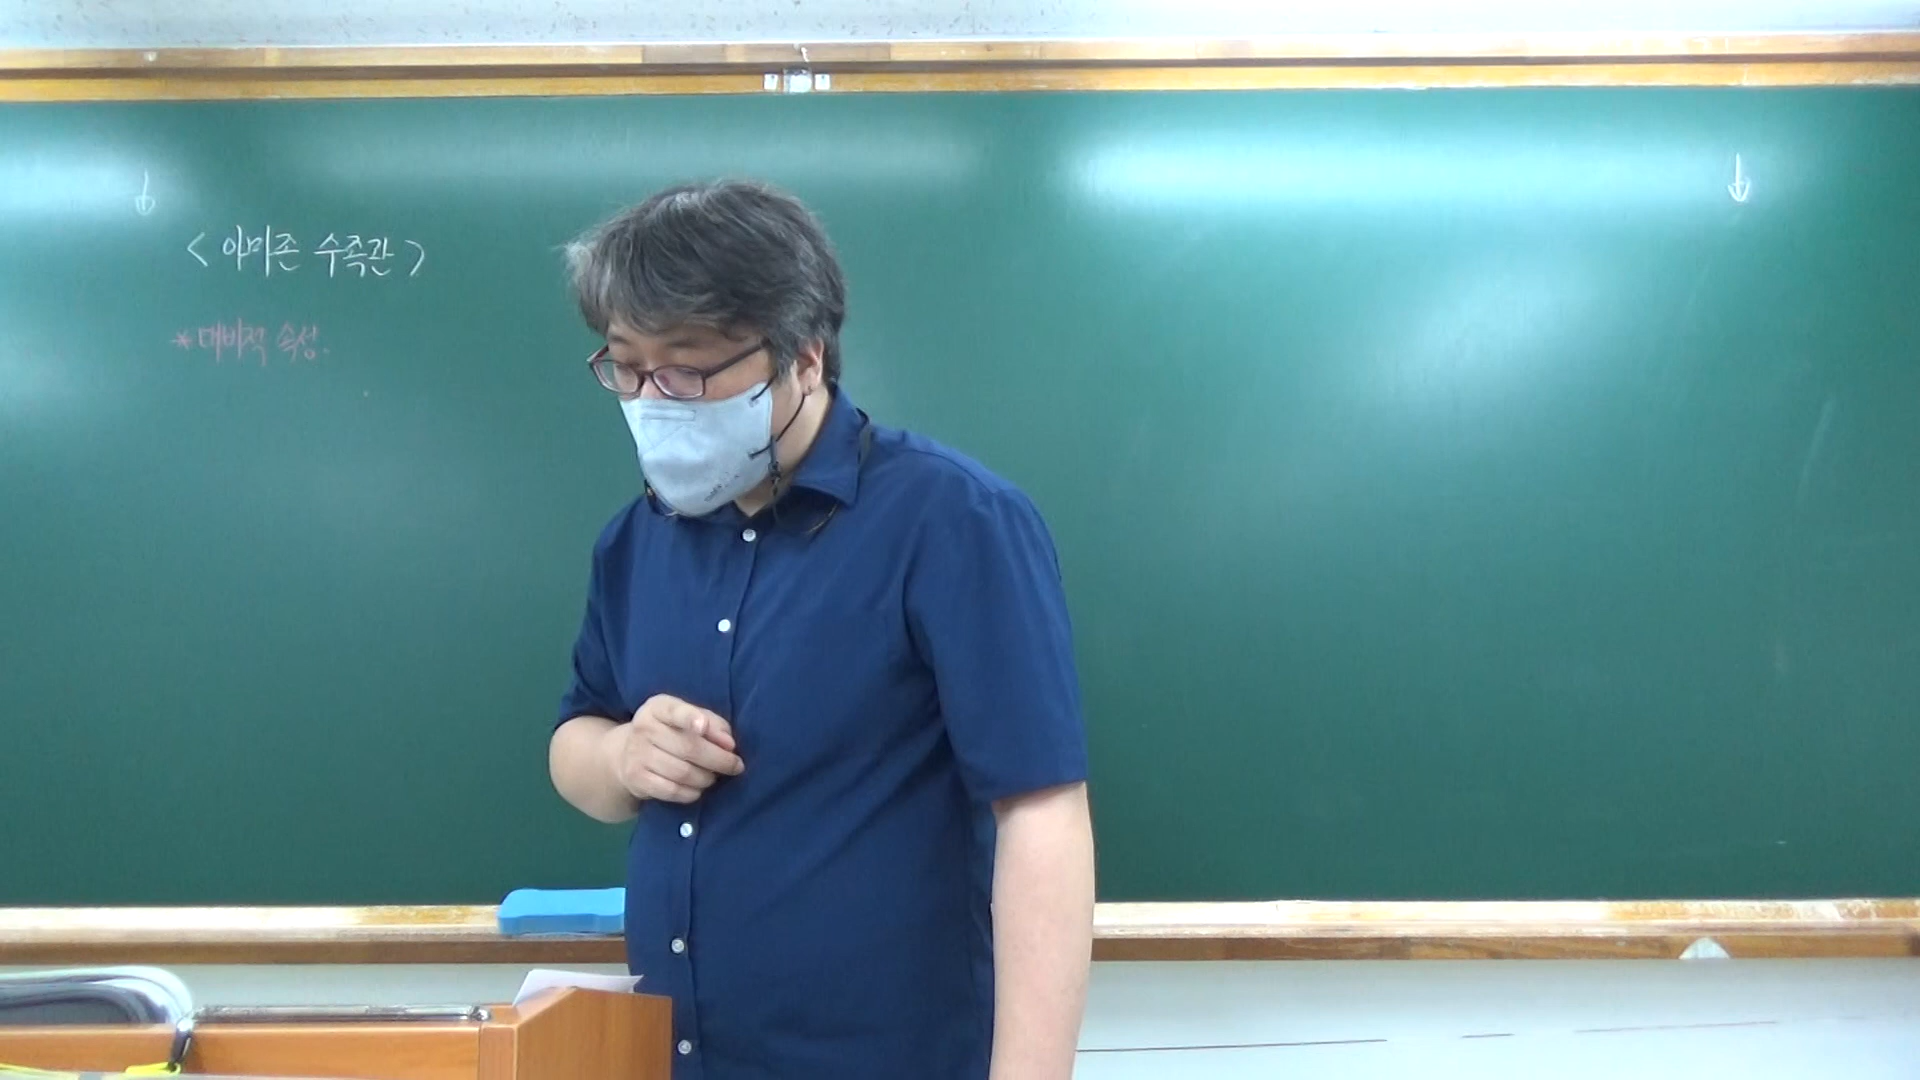 < 아마존 수족관 >
* 대비적 속성.